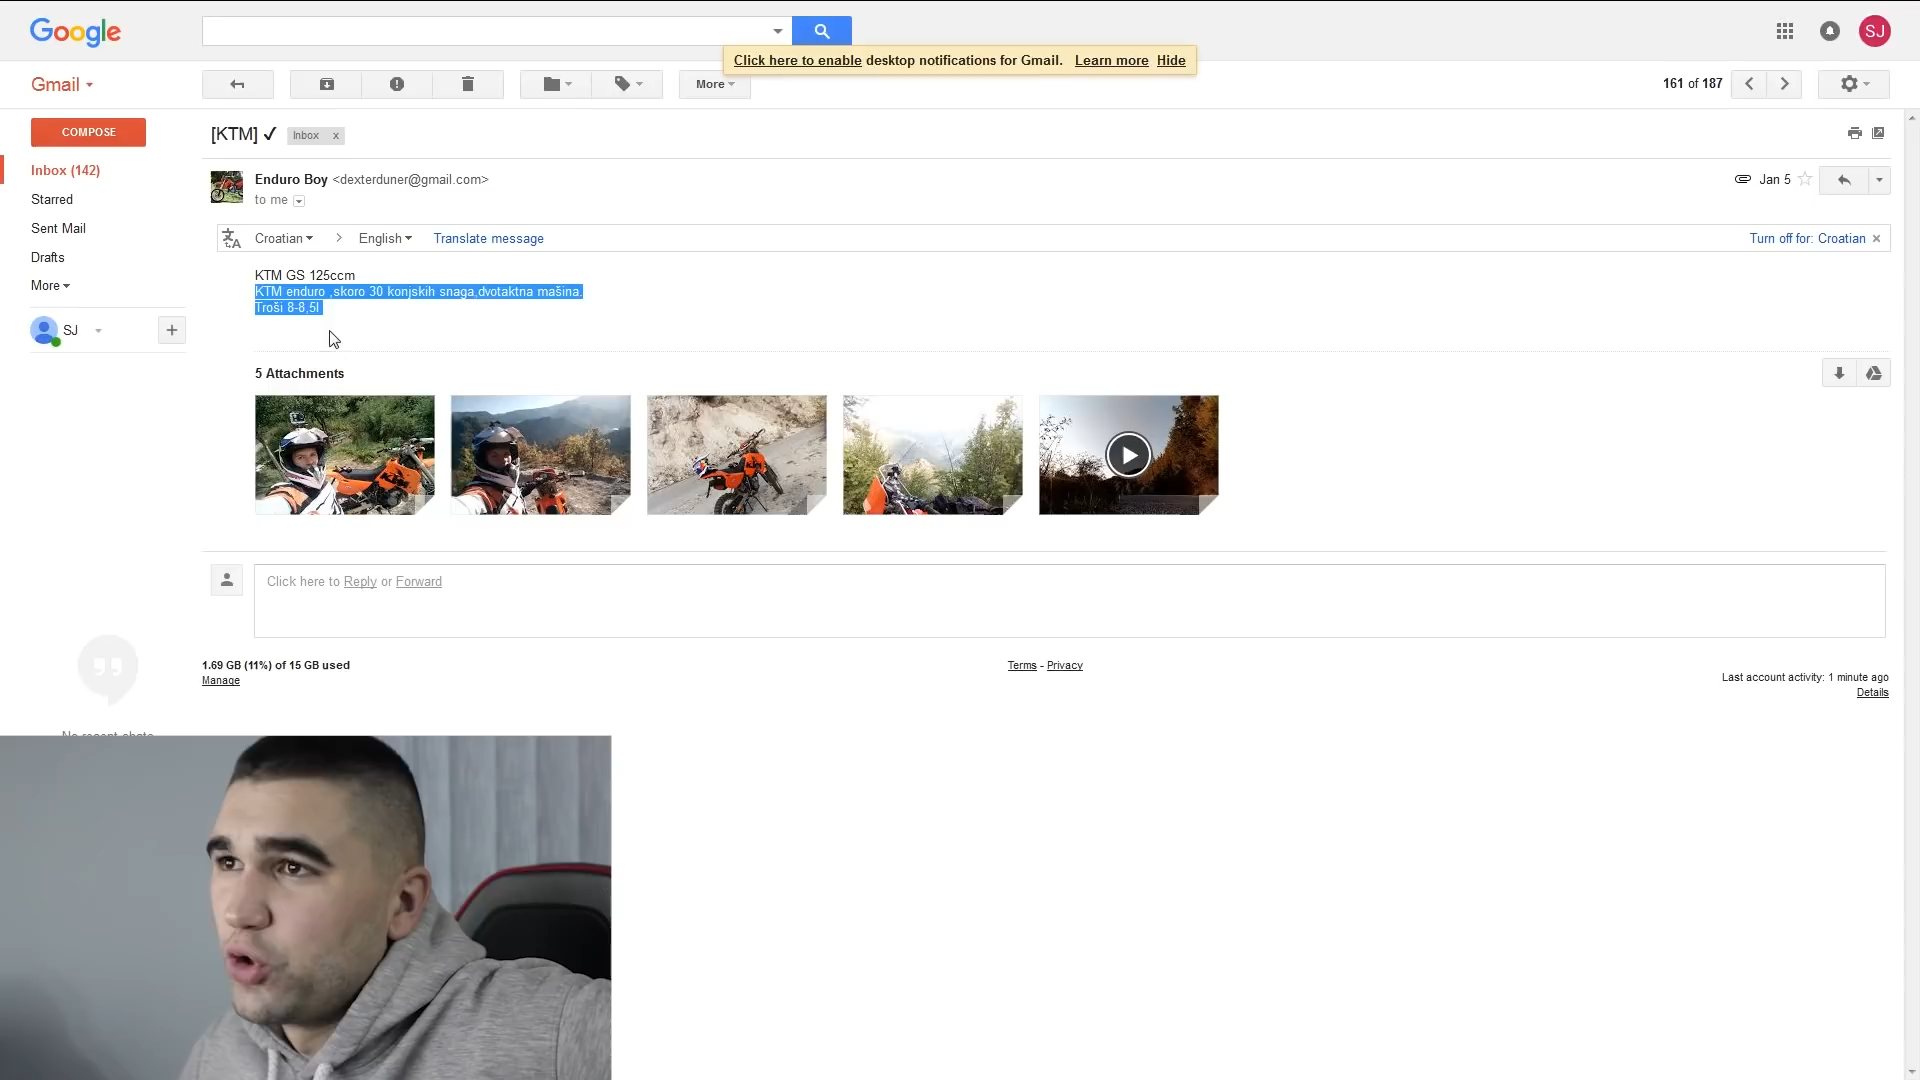 Google
SJ
Click here to enable desktop notifications for Gmail. Learn more Hide
Gmail
More
161 of 187
COMPOSE
[KTM] ✔ Inbox x
Inbox (142)
Starred
Sent Mail
Drafts
More
SJ
Enduro Boy <dexterduner@gmail.com>
to me
Jan 5
Croatian > English Translate message
Turn off for: Croatian ×
KTM GS 125ccm
KTM enduro ,skoro 30 konjskih snaga,dvotaktna mašina.
Troši 8-8,5l
5 Attachments
Click here to Reply or Forward
1.69 GB (11%) of 15 GB used
Manage
Terms - Privacy
Last account activity: 1 minute ago
Details
No recent chats